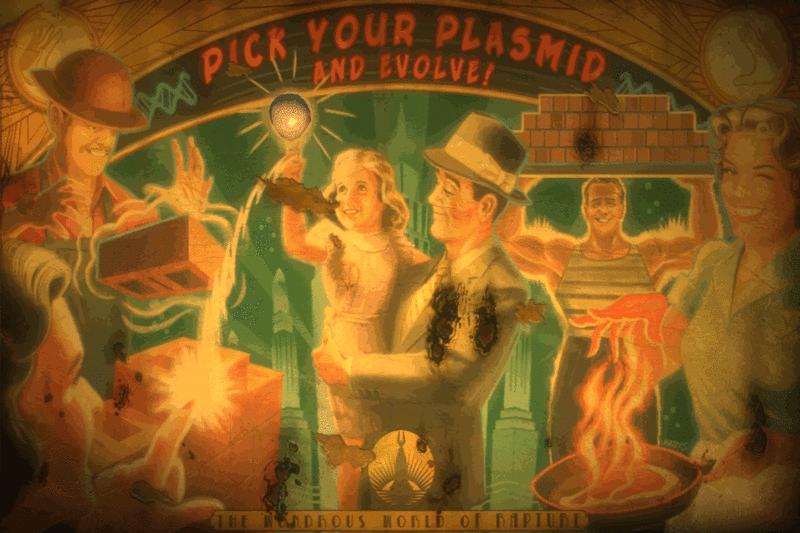 PICK YOUR PLASMID
AND EVOLVE!
THE WONDROUS WORLD OF RAPTURE